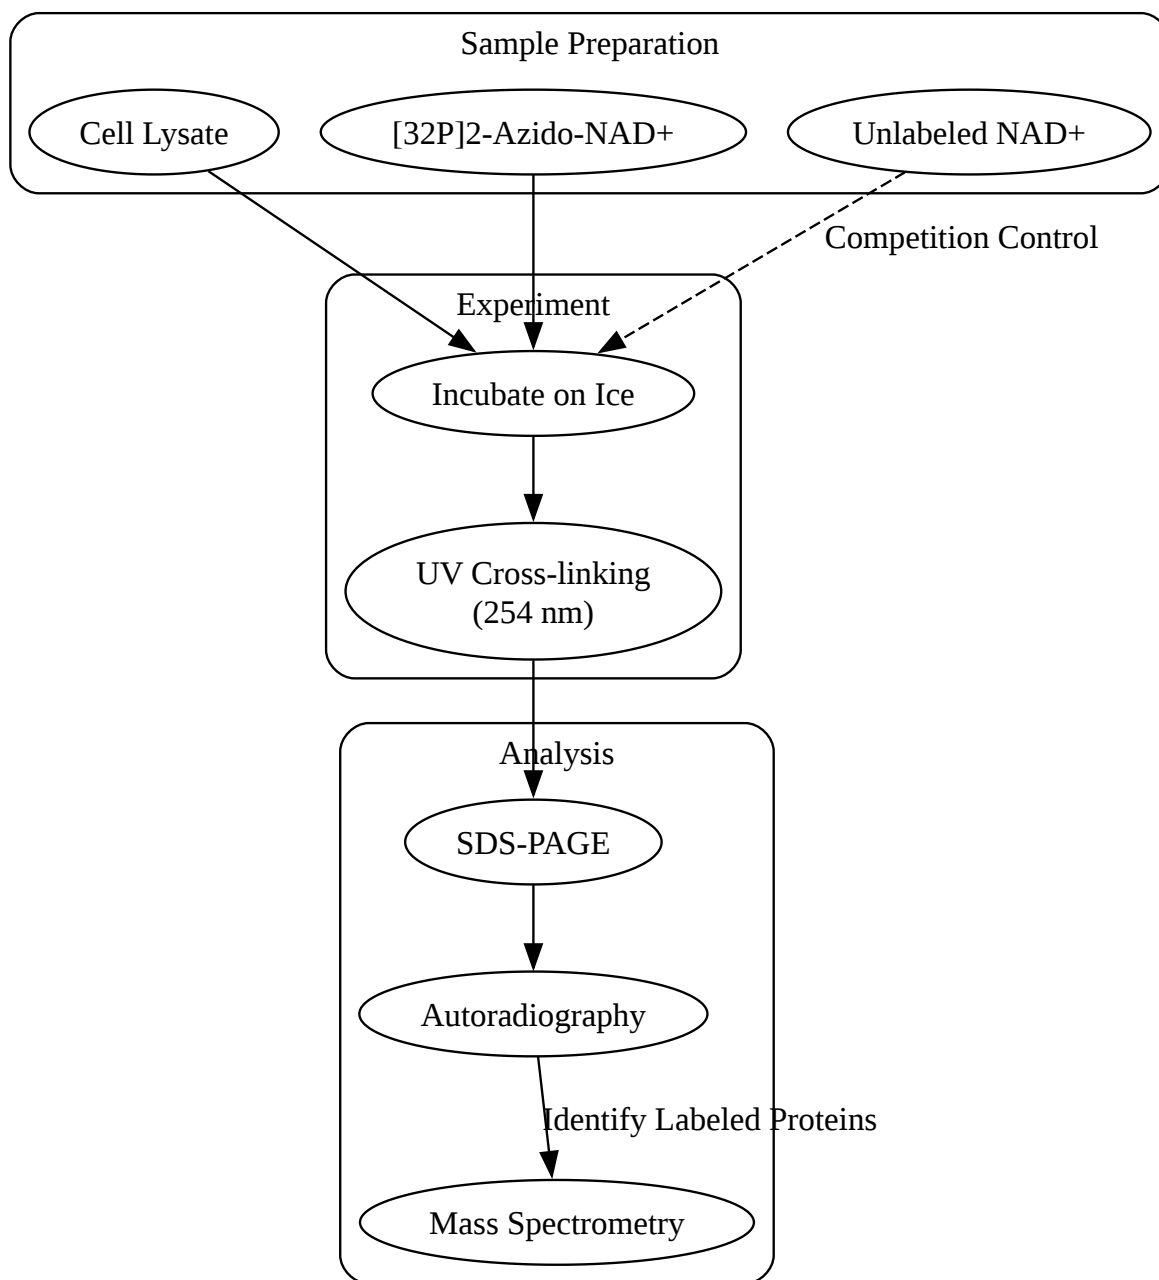 Sample Preparation
Cell Lysate
[32P]2-Azido-NAD+
Unlabeled NAD+
Competition Control
Experiment
Incubate on Ice
UV Cross-linking
(254 nm)
Analysis
SDS-PAGE
Autoradiography
Identify Labeled Proteins
Mass Spectrometry